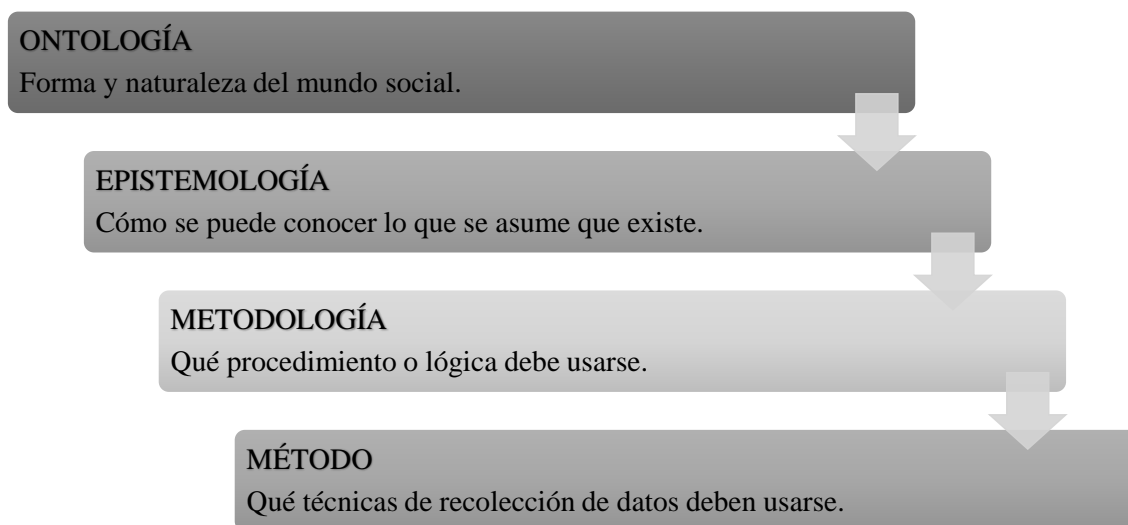 ONTOLOGÍA
Forma y naturaleza del mundo social.
EPISTEMOLOGÍA
Cómo se puede conocer lo que se asume que existe.
METODOLOGÍA
Qué procedimiento o lógica debe usarse.
MÉTODO
Qué técnicas de recolección de datos deben usarse.